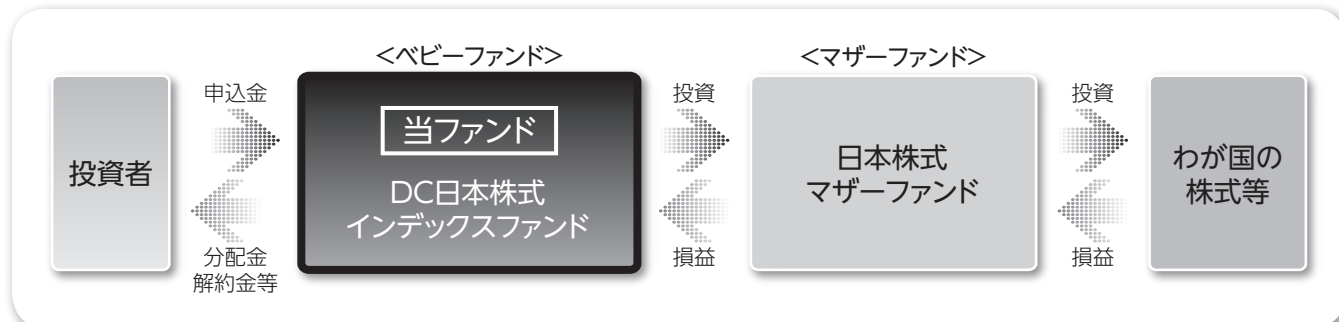 <ベビーファンド>
<マザーファンド>
投資者
申込金
分配金
解約金等
当ファンド
DC日本株式
インデックスファンド
投資
損益
日本株式
マザーファンド
投資
損益
わが国の
株式等